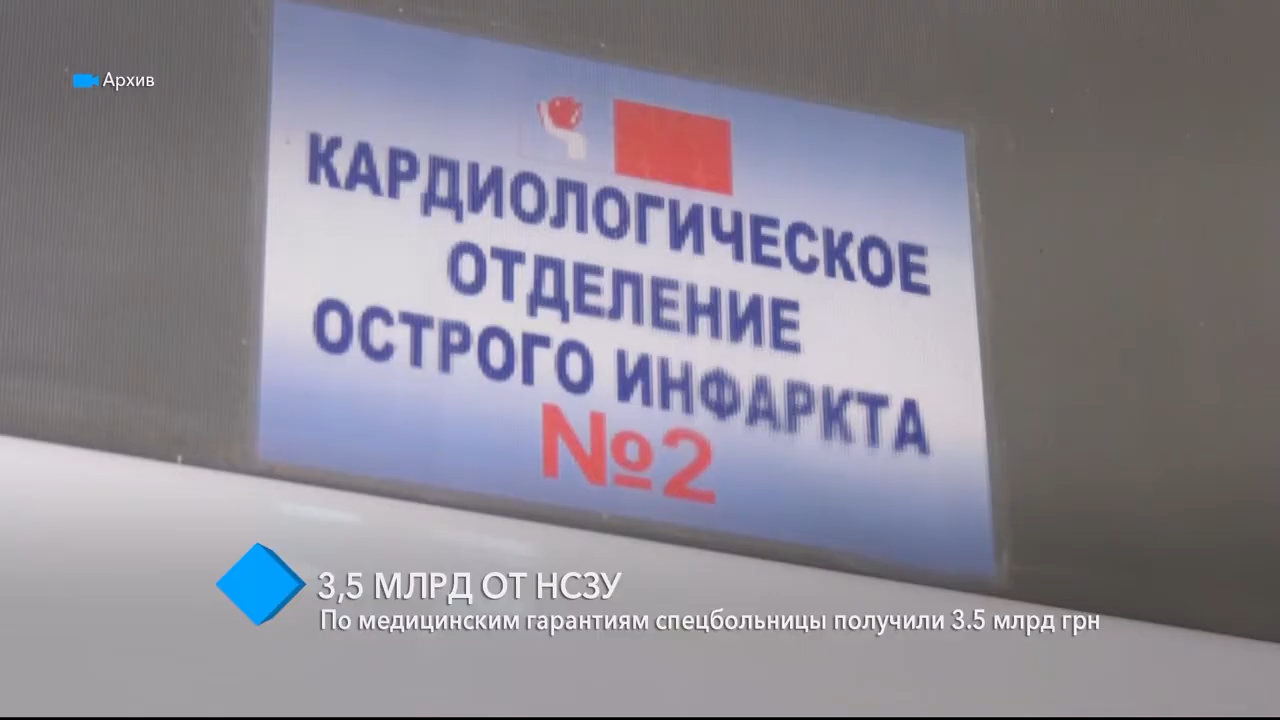 Архив
КАРДИОЛОГИЧЕСКОЕ
ОТДЕЛЕНИЕ
ОСТРОГО ИНФАРКТА
№2
3,5 МЛРД ОТ НСЗУ
По медицинским гарантиям спецбольницы получили 3.5 млрд грн